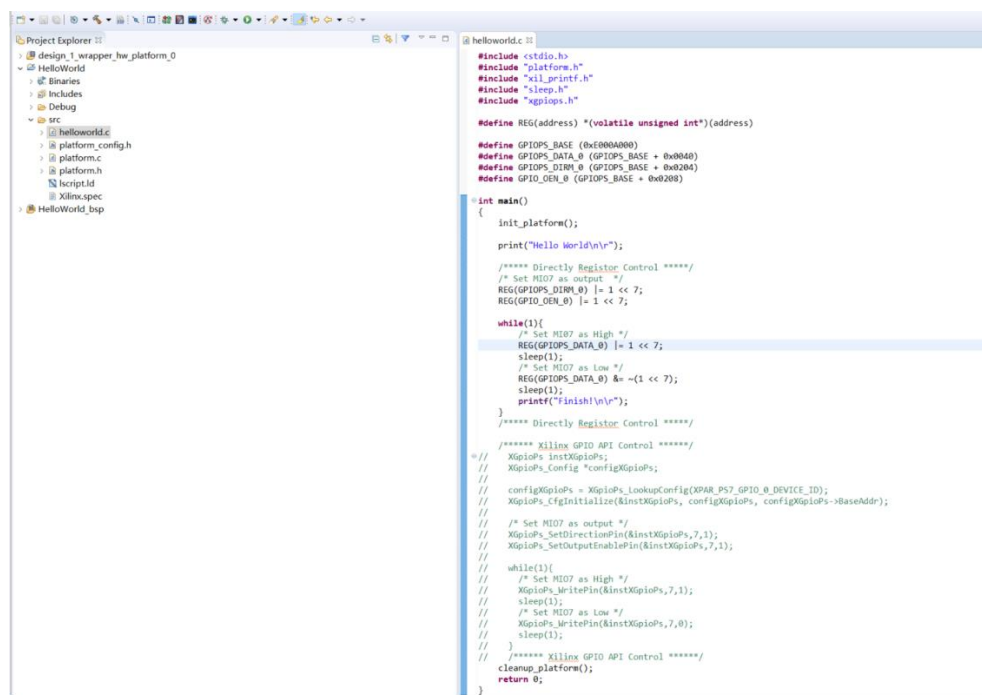 Project Explorer
design_1_wrapper_hw_platform_0
HelloWorld
Binaries
Includes
Debug
src
helloworld.c
platform_config.h
platform.c
platform.h
lscript.ld
Xilinx.spec
HelloWorld_bsp
helloworld.c
#include <stdio.h>
#include "platform.h"
#include "xil_printf.h"
#include "sleep.h"
#include "xgpiops.h"
#define REG(address) *(volatile unsigned int*)(address)
#define GPIOPS_BASE (0xE000A000)
#define GPIOPS_DATA_0 (GPIOPS_BASE + 0x0040)
#define GPIOPS_DIRM_0 (GPIOPS_BASE + 0x0204)
#define GPIO_OEN_0 (GPIOPS_BASE + 0x0208)
int main()
{
init_platform();
print("Hello World\n\r");
/***** Directly Registor Control *****/
/* Set MIO7 as output  */
REG(GPIOPS_DIRM_0) |= 1 << 7;
REG(GPIO_OEN_0) |= 1 << 7;
while(1){
/* Set MIO7 as High */
REG(GPIOPS_DATA_0) |= 1 << 7;
sleep(1);
/* Set MIO7 as Low */
REG(GPIOPS_DATA_0) &= ~(1 << 7);
sleep(1);
printf("Finish!\n\r");
}
/***** Directly Registor Control *****/
/****** Xilinx GPIO API Control ******/
// XGpioPs instXGpioPs;
// XGpioPs_Config *configXGpioPs;
//
// configXGpioPs = XGpioPs_LookupConfig(XPAR_PS7_GPIO_0_DEVICE_ID);
// XGpioPs_CfgInitialize(&instXGpioPs, configXGpioPs, configXGpioPs->BaseAddr);
//
// /* Set MIO7 as output */
// XGpioPs_SetDirectionPin(&instXGpioPs,7,1);
// XGpioPs_SetOutputEnablePin(&instXGpioPs,7,1);
//
// while(1){
// /* Set MIO7 as High */
// XGpioPs_WritePin(&instXGpioPs,7,1);
// sleep(1);
// /* Set MIO7 as Low */
// XGpioPs_WritePin(&instXGpioPs,7,0);
// sleep(1);
// }
// /****** Xilinx GPIO API Control ******/
cleanup_platform();
return 0;
}